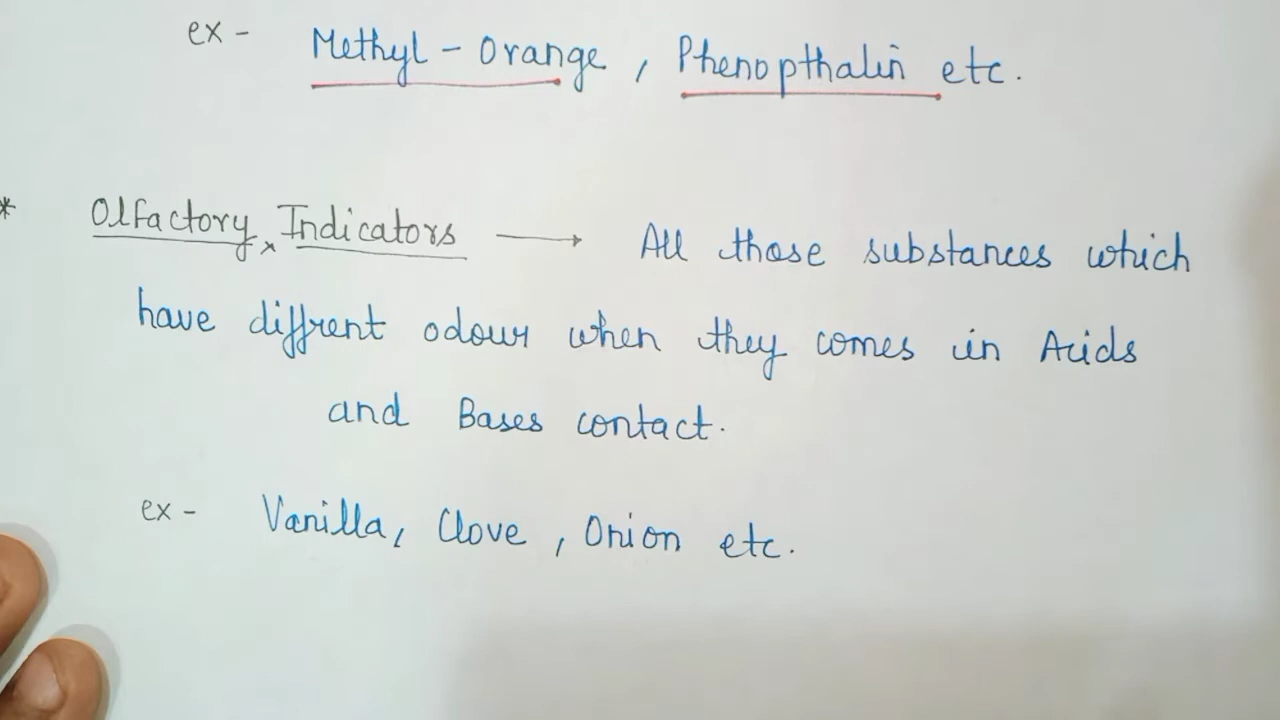 ex - Methyl - Orange , Phenopthalin etc.
* Olfactory Indicators → All those substances which
have diffrent odour when they comes in Acids
and Bases contact.
ex - Vanilla, Clove , Onion etc.